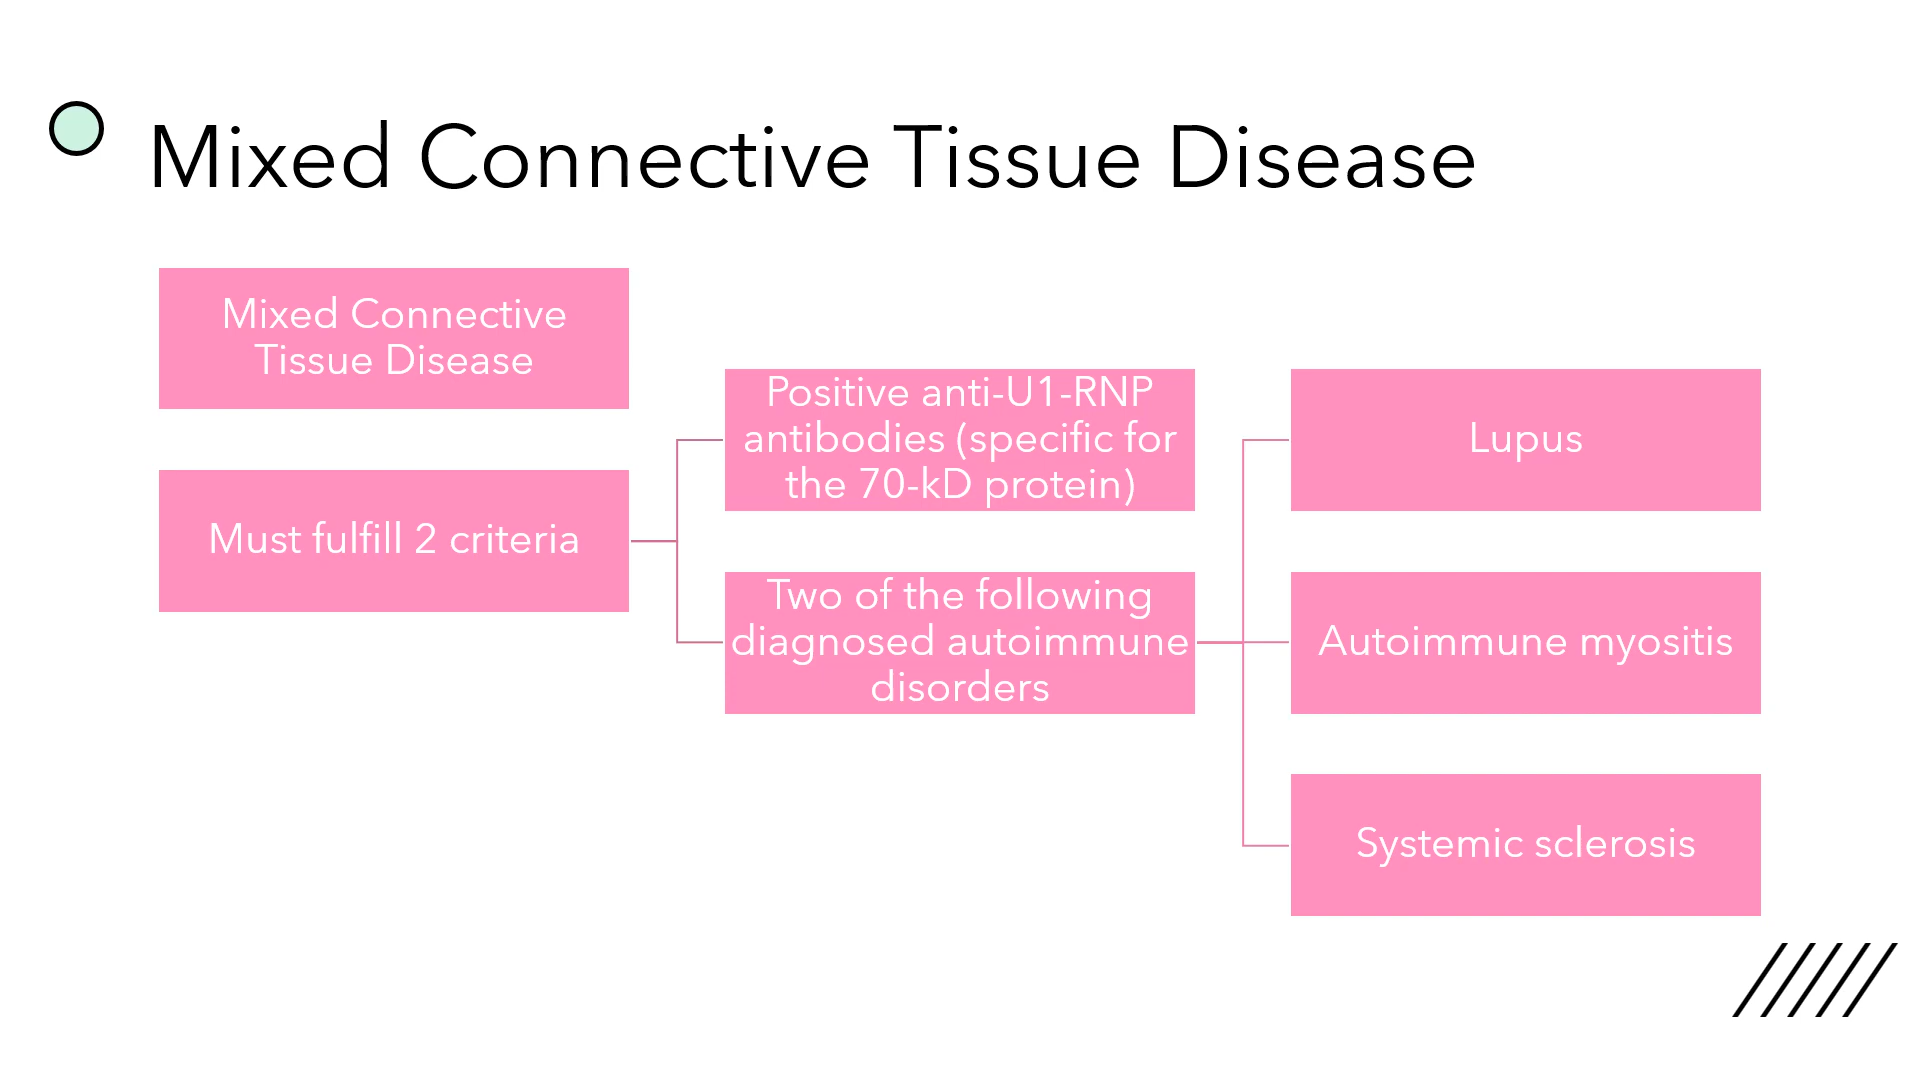 Mixed Connective Tissue Disease
Mixed Connective
Tissue Disease
Must fulfill 2 criteria
Positive anti-U1-RNP
antibodies (specific for
the 70-kD protein)
Two of the following
diagnosed autoimmune
disorders
Lupus
Autoimmune myositis
Systemic sclerosis